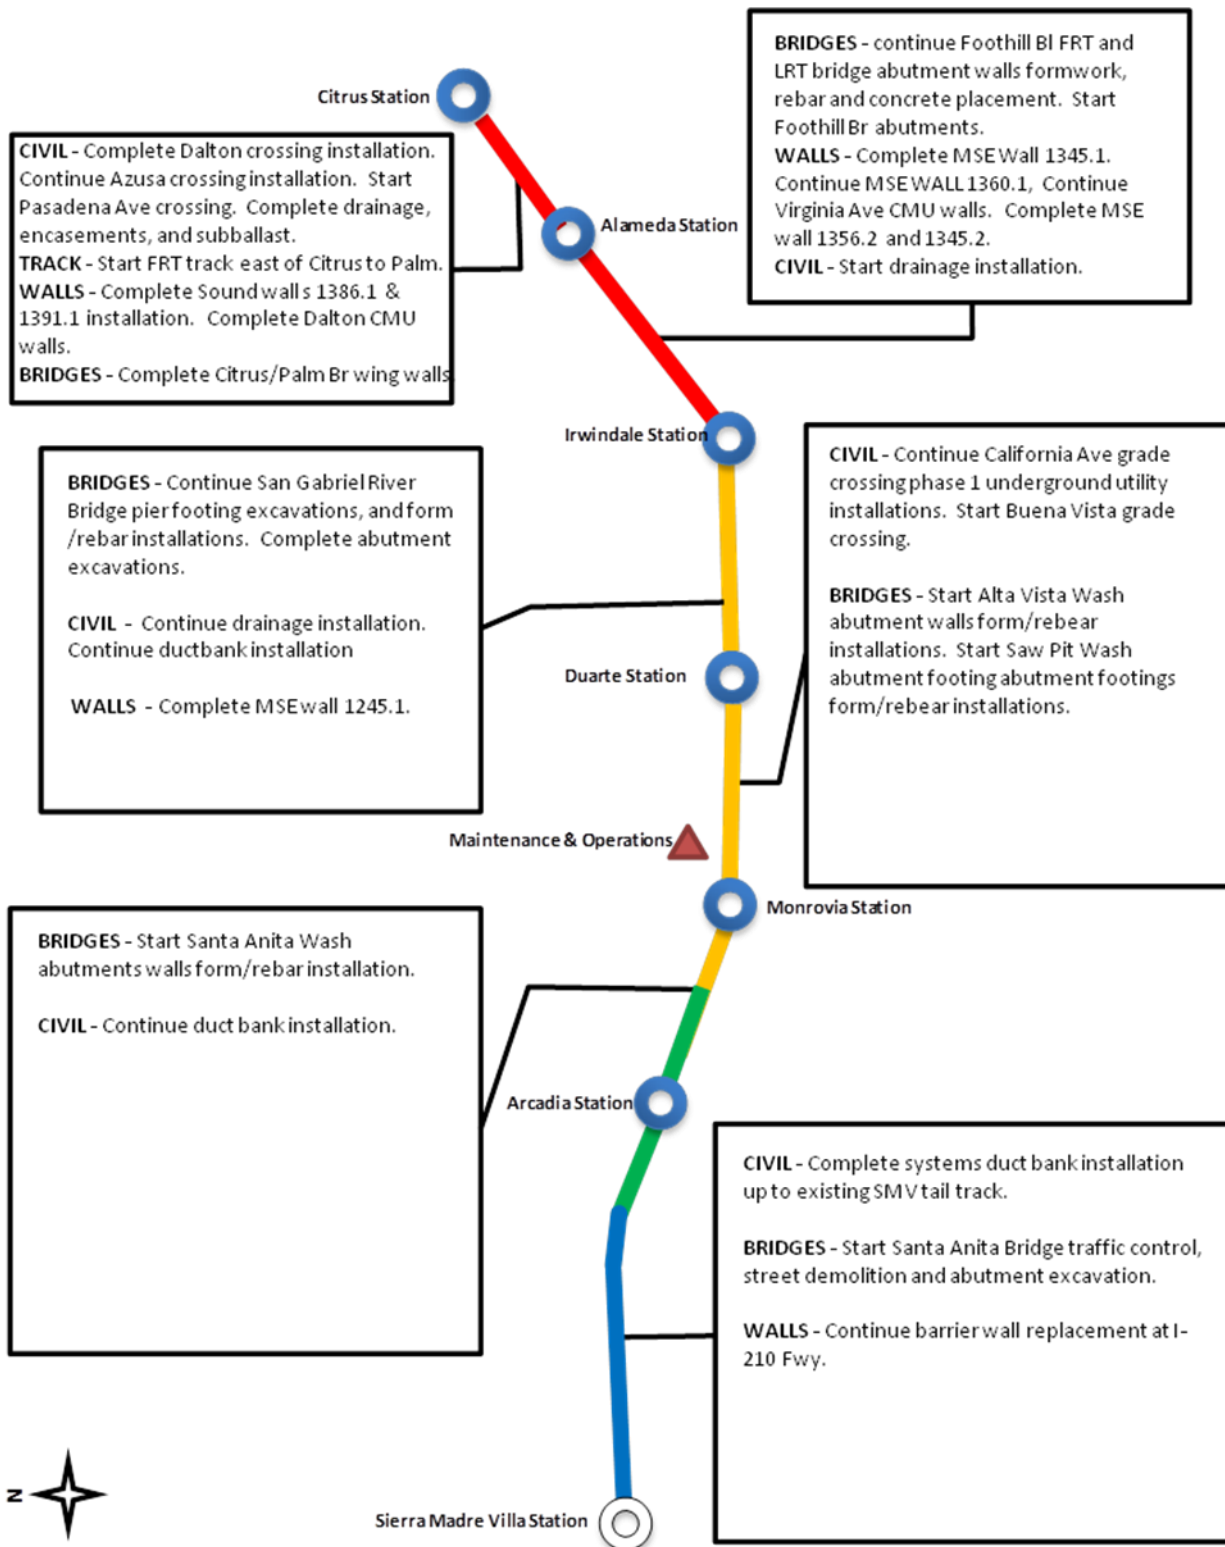 Citrus Station
BRIDGES - continue Foothill Bl FRT and
LRT bridge abutment walls formwork,
rebar and concrete placement. Start
Foothill Br abutments.
WALLS - Complete MSE Wall 1345.1.
Continue MSE WALL 1360.1, Continue
Virginia Ave CMU walls. Complete MSE
wall 1356.2 and 1345.2.
CIVIL - Start drainage installation.
CIVIL - Complete Dalton crossing installation.
Continue Azusa crossing installation. Start
Pasadena Ave crossing. Complete drainage,
encasements, and subballast.
TRACK - Start FRT track east of Citrus to Palm.
WALLS - Complete Sound wall s 1386.1 &
1391.1 installation. Complete Dalton CMU
walls.
BRIDGES - Complete Citrus/Palm Br wing walls
Alameda Station
Irwindale Station
BRIDGES - Continue San Gabriel River
Bridge pier footing excavations, and form
/rebar installations. Complete abutment
excavations.
CIVIL - Continue drainage installation.
Continue ductbank installation
WALLS - Complete MSE wall 1245.1.
CIVIL - Continue California Ave grade
crossing phase 1 underground utility
installations. Start Buena Vista grade
crossing.
BRIDGES - Start Alta Vista Wash
abutment walls form/rebear
installations. Start Saw Pit Wash
abutment footing abutment footings
form/rebear installations.
Duarte Station
Maintenance & Operations
Monrovia Station
BRIDGES - Start Santa Anita Wash
abutments walls form/rebar installation.
CIVIL - Continue duct bank installation.
Arcadia Station
CIVIL - Complete systems duct bank installation
up to existing SMV tail track.
BRIDGES - Start Santa Anita Bridge traffic control,
street demolition and abutment excavation.
WALLS - Continue barrier wall replacement at I-
210 Fwy.
N
Sierra Madre Villa Station